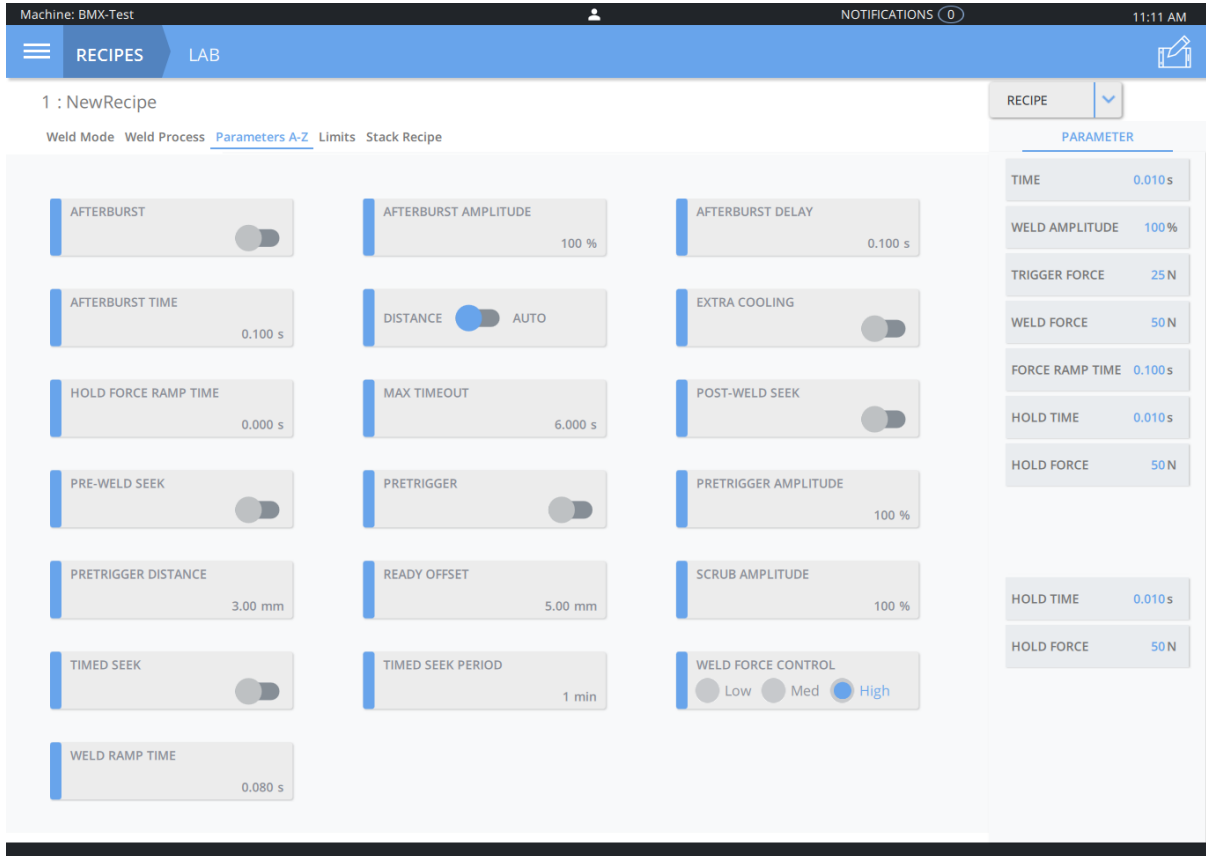 Machine: BMX-Test
NOTIFICATIONS 0
11:11 AM
RECIPES
LAB
1 : NewRecipe
RECIPE
Weld Mode Weld Process Parameters A-Z Limits Stack Recipe
PARAMETER
AFTERBURST
AFTERBURST AMPLITUDE
100 %
AFTERBURST DELAY
0.100 s
AFTERBURST TIME
0.100 s
DISTANCE AUTO
EXTRA COOLING
HOLD FORCE RAMP TIME
0.000 s
MAX TIMEOUT
6.000 s
POST-WELD SEEK
PRE-WELD SEEK
PRETRIGGER
PRETRIGGER AMPLITUDE
100 %
PRETRIGGER DISTANCE
3.00 mm
READY OFFSET
5.00 mm
SCRUB AMPLITUDE
100 %
TIMED SEEK
TIMED SEEK PERIOD
1 min
WELD FORCE CONTROL
Low Med High
WELD RAMP TIME
0.080 s
TIME 0.010 s
WELD AMPLITUDE 100 %
TRIGGER FORCE 25 N
WELD FORCE 50 N
FORCE RAMP TIME 0.100 s
HOLD TIME 0.010 s
HOLD FORCE 50 N
HOLD TIME 0.010 s
HOLD FORCE 50 N